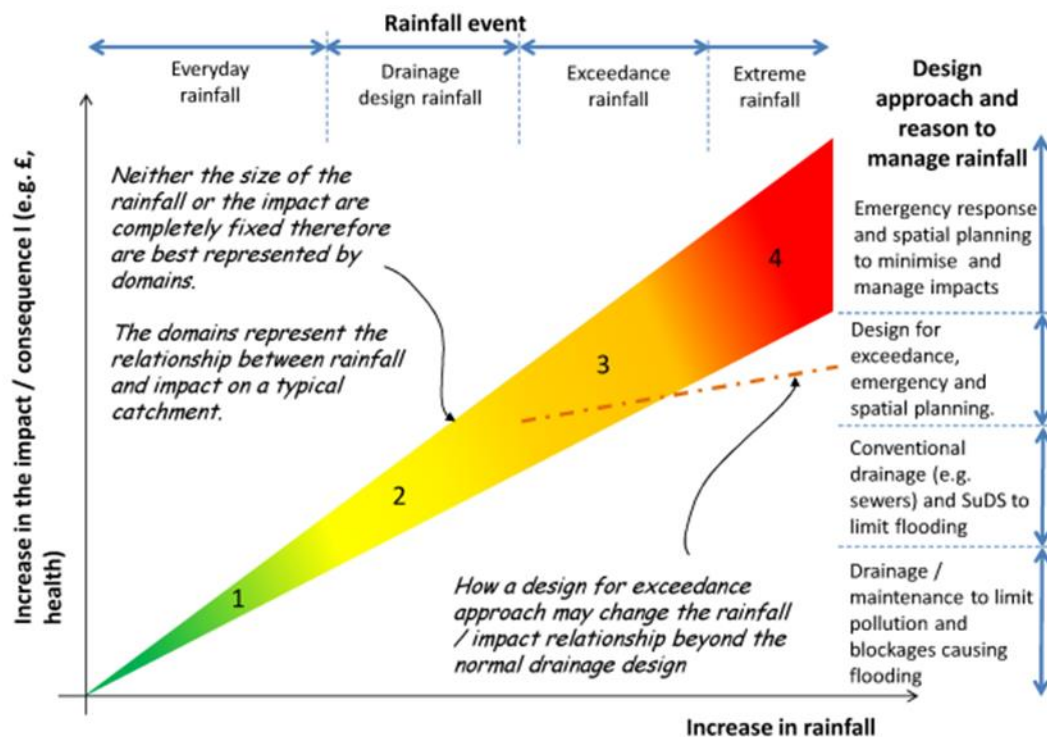 Rainfall event
Everyday
rainfall
Drainage
design rainfall
Exceedance
rainfall
Extreme
rainfall
Design
approach and
reason to
manage rainfall
Increase in the impact / consequence l (e.g. £,
health)
Neither the size of the
rainfall or the impact are
completely fixed therefore
are best represented by
domains.
The domains represent the
relationship between rainfall
and impact on a typical
catchment.
1
2
3
4
How a design for exceedance
approach may change the rainfall
/ impact relationship beyond the
normal drainage design
Emergency response
and spatial planning
to minimise and
manage impacts
Design for
exceedance,
emergency and
spatial planning.
Conventional
drainage (e.g.
sewers) and SuDS to
limit flooding
Drainage /
maintenance to limit
pollution and
blockages causing
flooding
Increase in rainfall